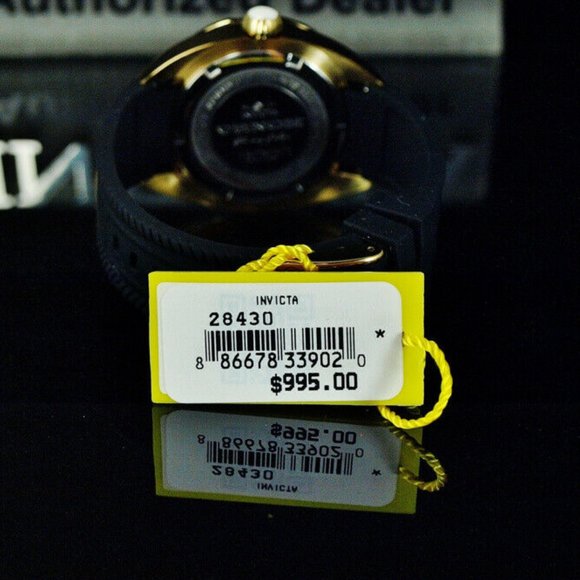 Authorized Dealer
INVICTA
28430
*
8 86678 33902 0
$995.00